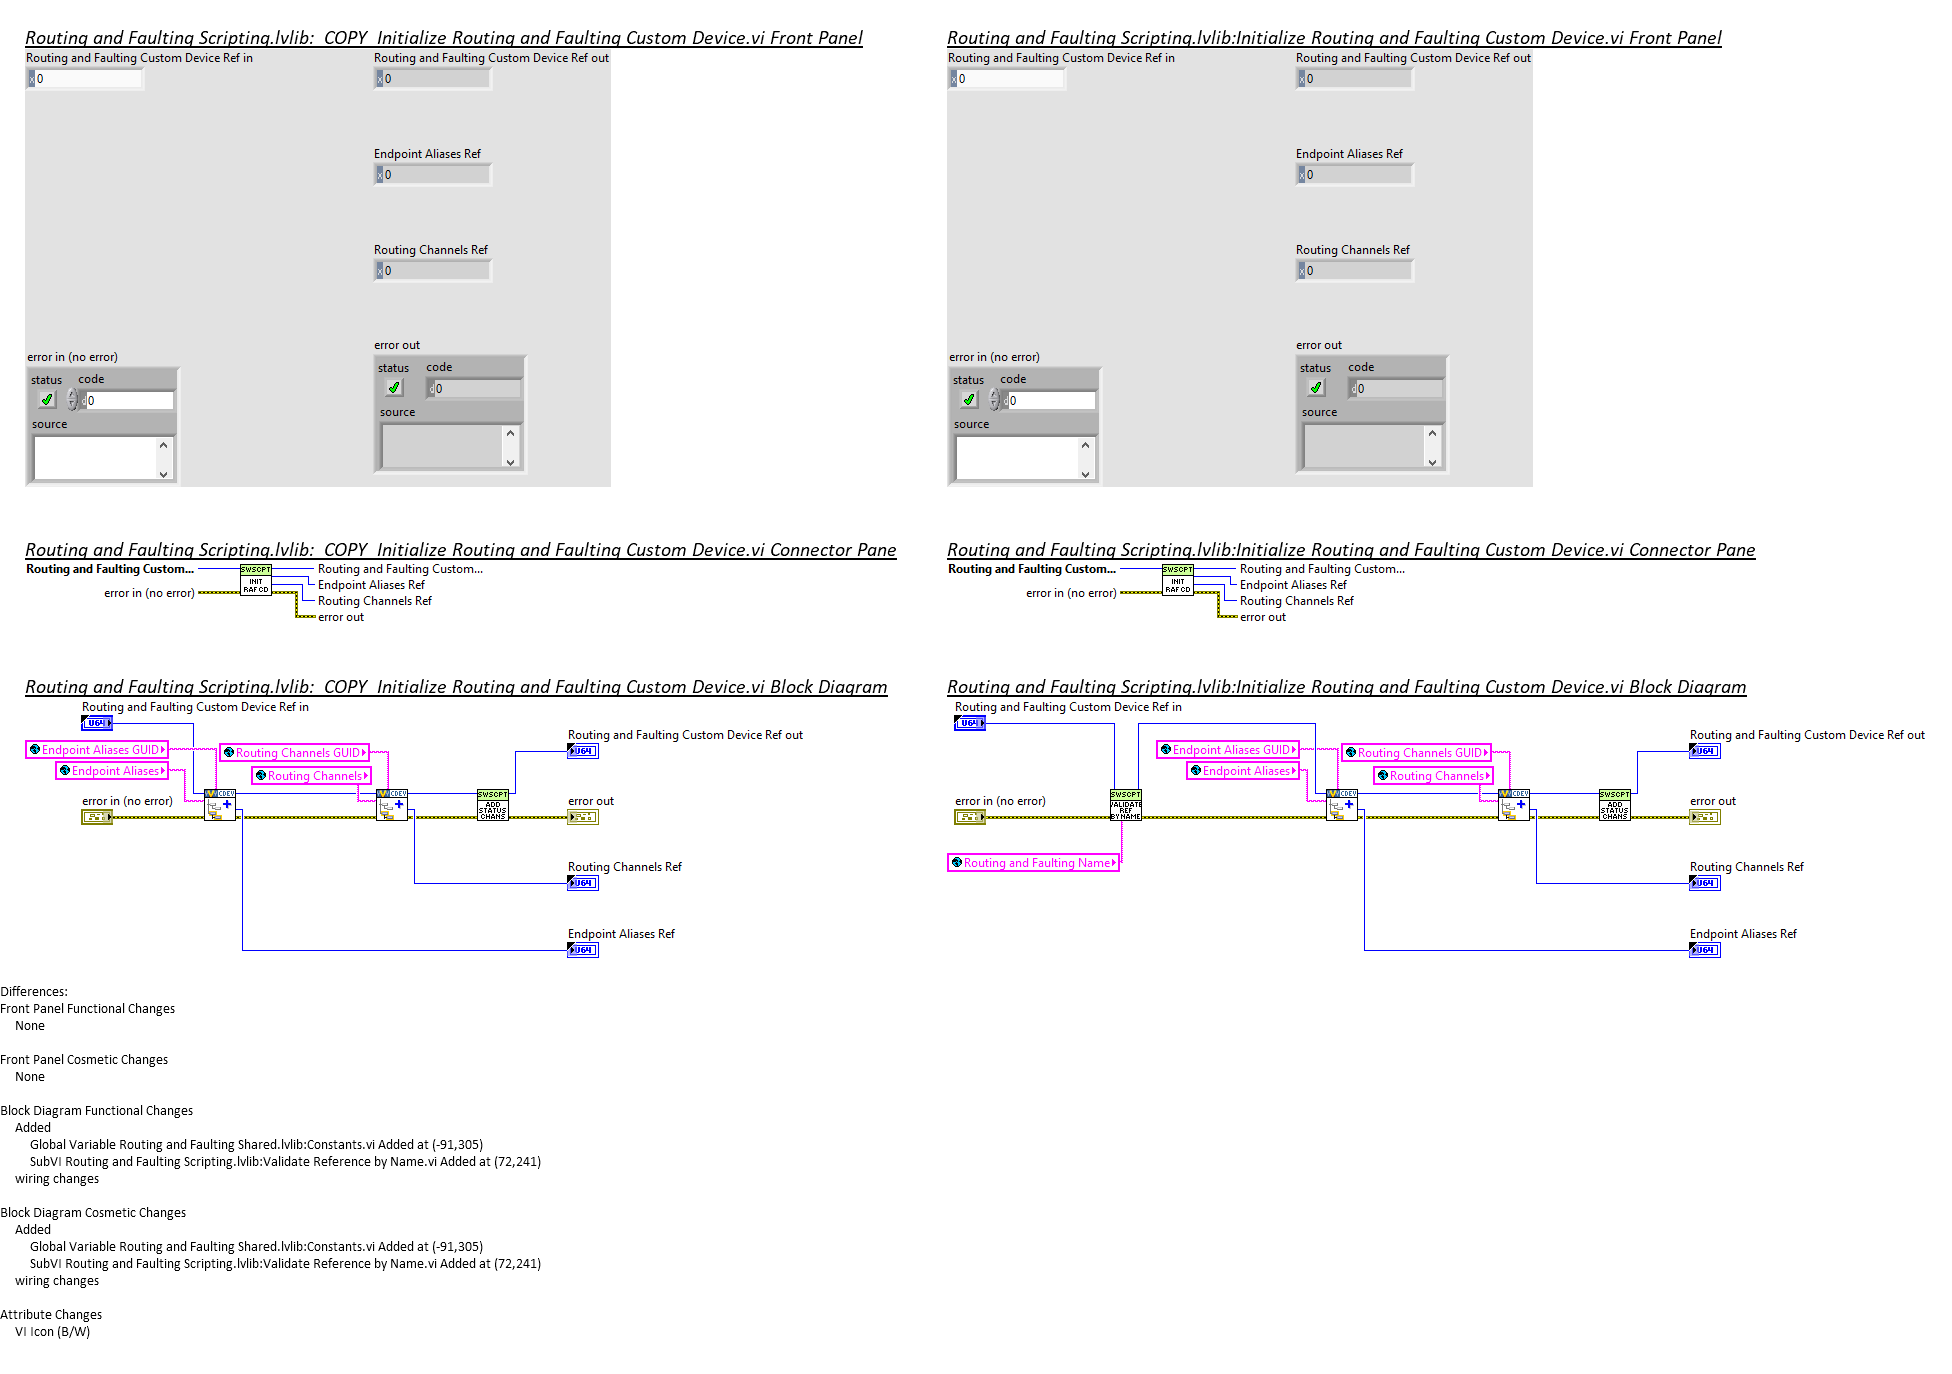 Routing and Faulting Scripting.lvlib:  COPY  Initialize Routing and Faulting Custom Device.vi Front Panel
Routing and Faulting Custom Device Ref in
x 0
Routing and Faulting Custom Device Ref out
x 0
Endpoint Aliases Ref
x 0
Routing Channels Ref
x 0
error in (no error)
status code
d 0
source
error out
status code
d 0
source
Routing and Faulting Scripting.lvlib:Initialize Routing and Faulting Custom Device.vi Front Panel
Routing and Faulting Custom Device Ref in
x 0
Routing and Faulting Custom Device Ref out
x 0
Endpoint Aliases Ref
x 0
Routing Channels Ref
x 0
error in (no error)
status code
d 0
source
error out
status code
d 0
source
Routing and Faulting Scripting.lvlib:  COPY  Initialize Routing and Faulting Custom Device.vi Connector Pane
Routing and Faulting Custom...
error in (no error)
SWSCPT
INIT
RAF CD
Routing and Faulting Custom...
Endpoint Aliases Ref
Routing Channels Ref
error out
Routing and Faulting Scripting.lvlib:Initialize Routing and Faulting Custom Device.vi Connector Pane
Routing and Faulting Custom...
error in (no error)
SWSCPT
INIT
RAF CD
Routing and Faulting Custom...
Endpoint Aliases Ref
Routing Channels Ref
error out
Routing and Faulting Scripting.lvlib:  COPY  Initialize Routing and Faulting Custom Device.vi Block Diagram
Routing and Faulting Custom Device Ref in
U64
Endpoint Aliases GUID
Endpoint Aliases
Routing Channels GUID
Routing Channels
error in (no error)
CDEV
CDEV
SWSCPT
ADD
STATUS
CHANS
Routing and Faulting Custom Device Ref out
U64
error out
Routing Channels Ref
U64
Endpoint Aliases Ref
U64
Routing and Faulting Scripting.lvlib:Initialize Routing and Faulting Custom Device.vi Block Diagram
Routing and Faulting Custom Device Ref in
U64
error in (no error)
SWSCPT
VALIDATE
REF
BY NAME
Routing and Faulting Name
Endpoint Aliases GUID
Endpoint Aliases
Routing Channels GUID
Routing Channels
CDEV
CDEV
SWSCPT
ADD
STATUS
CHANS
Routing and Faulting Custom Device Ref out
U64
error out
Routing Channels Ref
U64
Endpoint Aliases Ref
U64
Differences:
Front Panel Functional Changes
None
Front Panel Cosmetic Changes
None
Block Diagram Functional Changes
Added
Global Variable Routing and Faulting Shared.lvlib:Constants.vi Added at (-91,305)
SubVI Routing and Faulting Scripting.lvlib:Validate Reference by Name.vi Added at (72,241)
wiring changes
Block Diagram Cosmetic Changes
Added
Global Variable Routing and Faulting Shared.lvlib:Constants.vi Added at (-91,305)
SubVI Routing and Faulting Scripting.lvlib:Validate Reference by Name.vi Added at (72,241)
wiring changes
Attribute Changes
VI Icon (B/W)